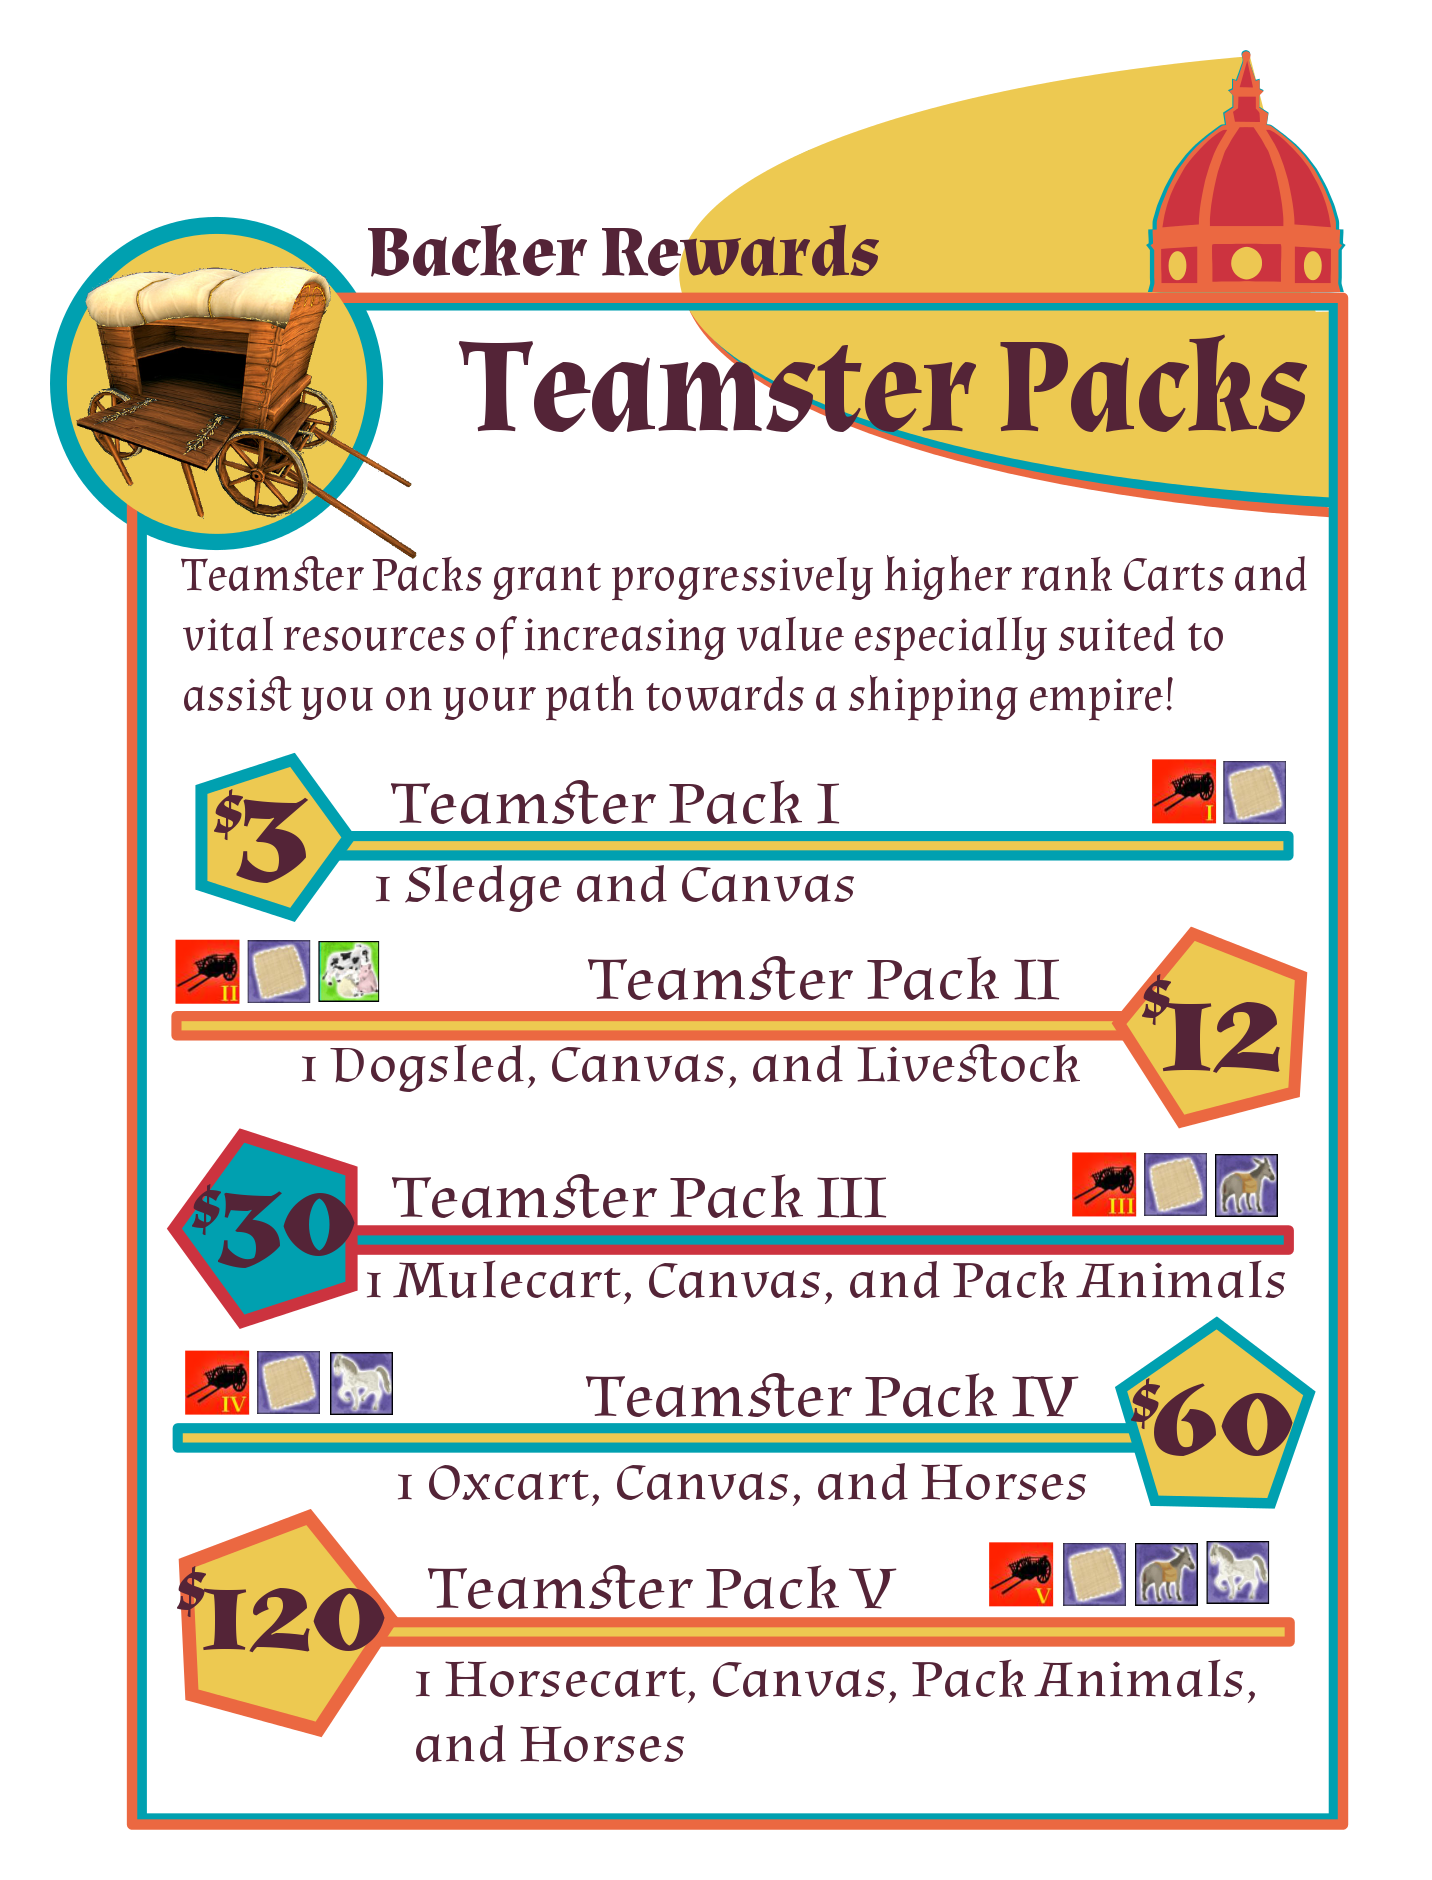 Backer Rewards
Teamster Packs
Teamster Packs grant progressively higher rank Carts and
vital resources of increasing value especially suited to
assist you on your path towards a shipping empire!
$3
Teamster Pack I
I
1 Sledge and Canvas
II
Teamster Pack II
$12
1 Dogsled, Canvas, and Livestock
$30
Teamster Pack III
III
1 Mulecart, Canvas, and Pack Animals
IV
Teamster Pack IV
$60
1 Oxcart, Canvas, and Horses
$120
Teamster Pack V
V
1 Horsecart, Canvas, Pack Animals,
and Horses